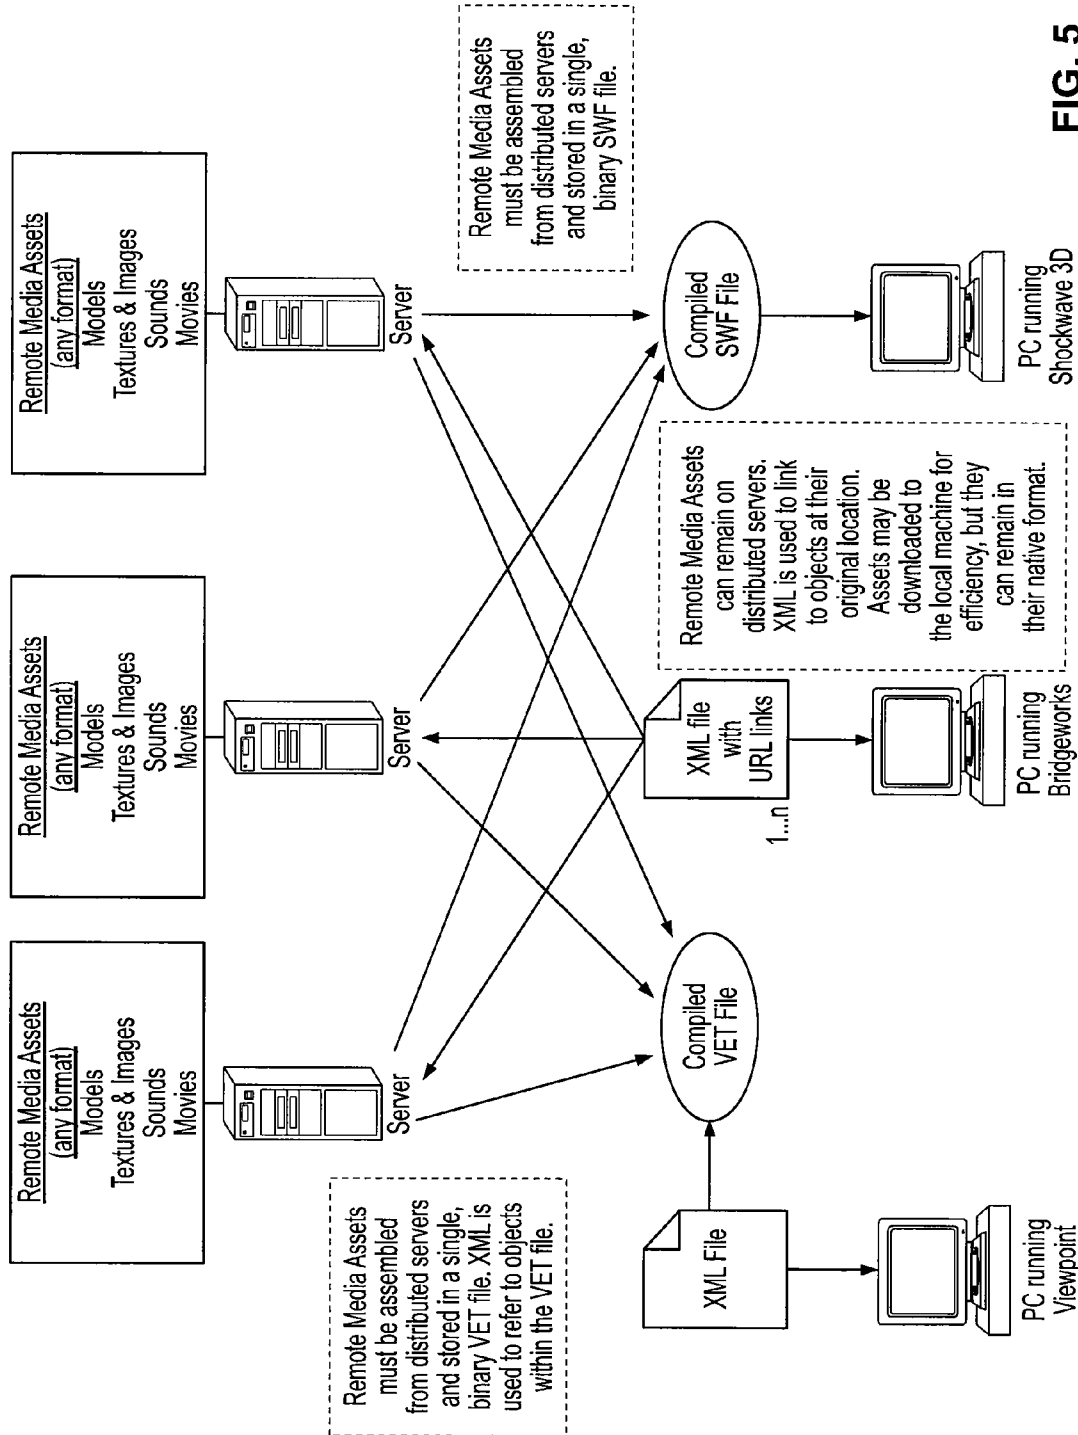 Remote Media Assets
(any format)
Models
Textures & Images
Sounds
Movies
Remote Media Assets
(any format)
Models
Textures & Images
Sounds
Movies
Remote Media Assets
(any format)
Models
Textures & Images
Sounds
Movies
Server
Server
Server
Remote Media Assets
must be assembled
from distributed servers
and stored in a single,
binary VET file. XML is
used to refer to objects
within the VET file.
Remote Media Assets
must be assembled
from distributed servers
and stored in a single,
binary SWF file.
XML File
Compiled
VET File
XML file
with
URL links
1...n
Remote Media Assets
can remain on
distributed servers.
XML is used to link
to objects at their
original location.
Assets may be
downloaded to
the local machine for
efficiency, but they
can remain in
their native format.
Compiled
SWF File
PC running
Viewpoint
PC running
Bridgeworks
PC running
Shockwave 3D
FIG. 5